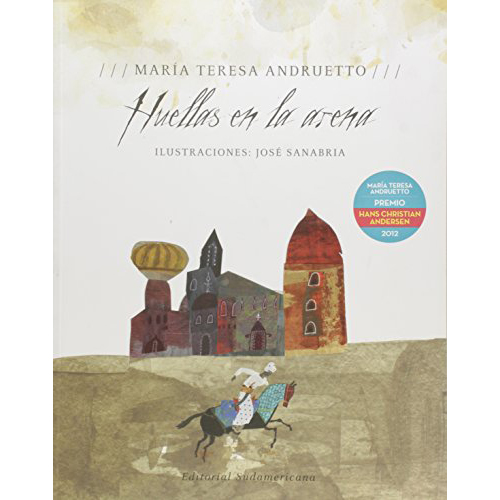 /// MARÍA TERESA ANDRUETTO ///
Huellas en la arena
ILUSTRACIONES: JOSÉ SANABRIA
MARÍA TERESA
ANDRUETTO
PREMIO
HANS CHRISTIAN
ANDERSEN
2012
Editorial Sudamericana